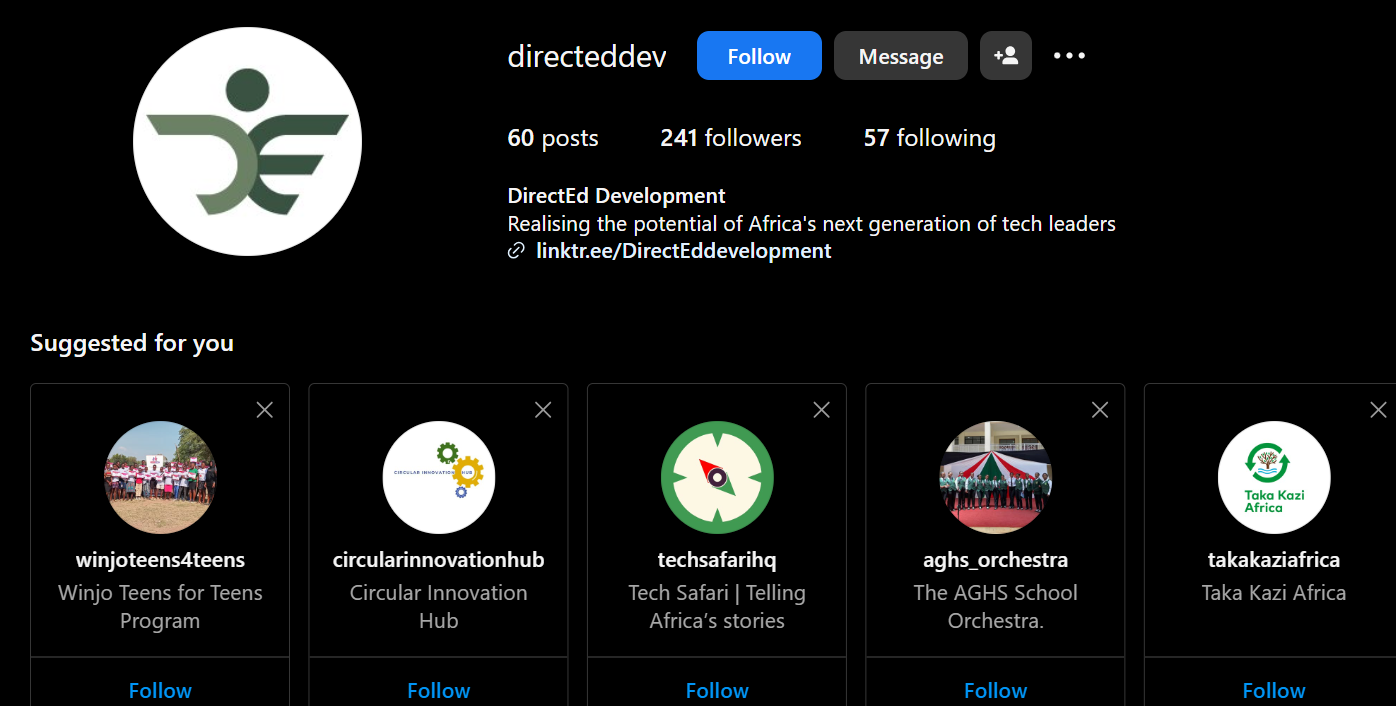 directeddev
Follow
Message
60 posts
241 followers
57 following
DirectEd Development
Realising the potential of Africa's next generation of tech leaders
linktr.ee/DirectEddevelopment
Suggested for you
CIRCULAR INNOVATION HUB
Taka Kazi
Africa
winjoteens4teens
Winjo Teens for Teens
Program
Follow
circularinnovationhub
Circular Innovation
Hub
Follow
techsafarihq
Tech Safari | Telling
Africa’s stories
Follow
aghs_orchestra
The AGHS School
Orchestra.
Follow
takakaziafrica
Taka Kazi Africa
Follow